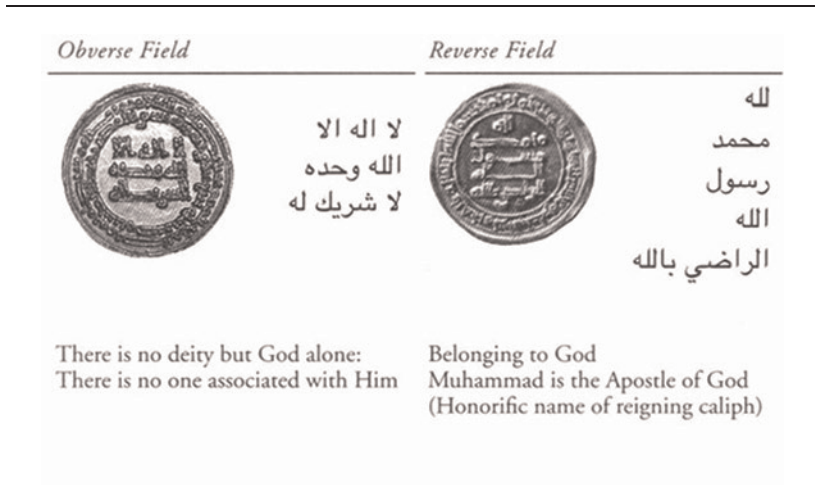 Obverse Field
لا اله الا
الله وحده
لا شريك له
There is no deity but God alone:
There is no one associated with Him
Reverse Field
لله
محمد
رسول
الله
الراضي بالله
Belonging to God
Muhammad is the Apostle of God
(Honorific name of reigning caliph)